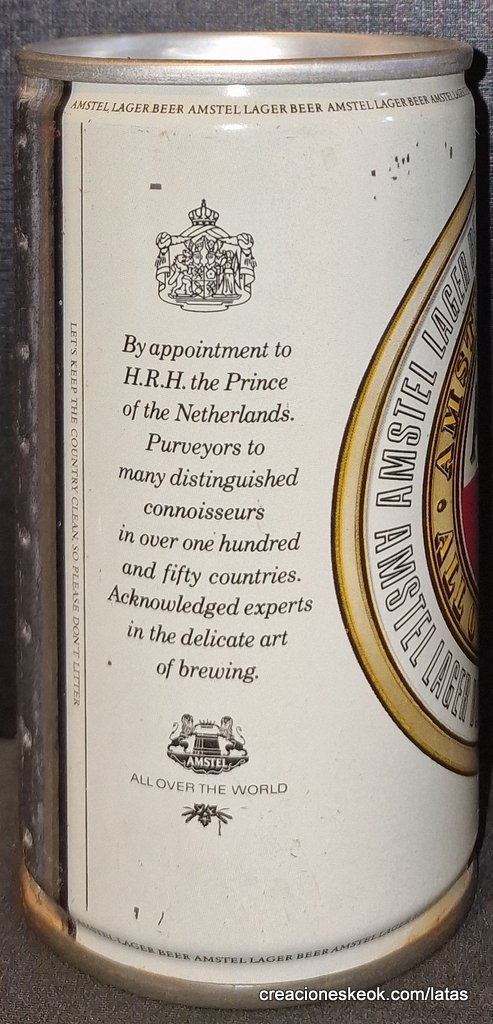 AMSTEL LAGER BEER AMSTEL LAGER BEER AMSTEL LAGER BEER AMSTEL LAGER
LET'S KEEP THE COUNTRY CLEAN, SO PLEASE DON'T LITTER
By appointment to
H.R.H. the Prince
of the Netherlands.
Purveyors to
many distinguished
connoisseurs
in over one hundred
and fifty countries.
Acknowledged experts
in the delicate art
of brewing.
AMSTEL
ALL OVER THE WORLD
AMSTEL LAGER AMSTEL LAGER
AMSTEL LAGER BEER AMSTEL LAGER BEER AMSTEL LAGER BEER
creacioneskeok.com/latas